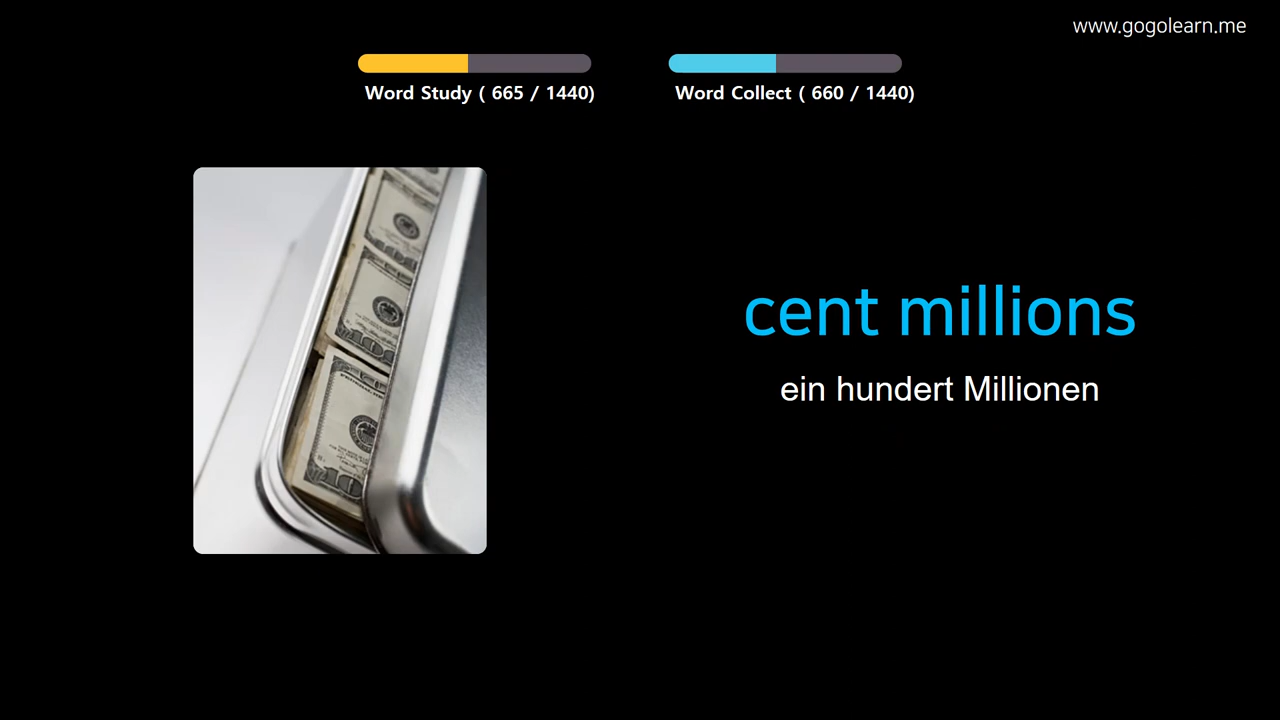 www.gogolearn.me
Word Study ( 665 / 1440)
Word Collect ( 660 / 1440)
cent millions
ein hundert Millionen